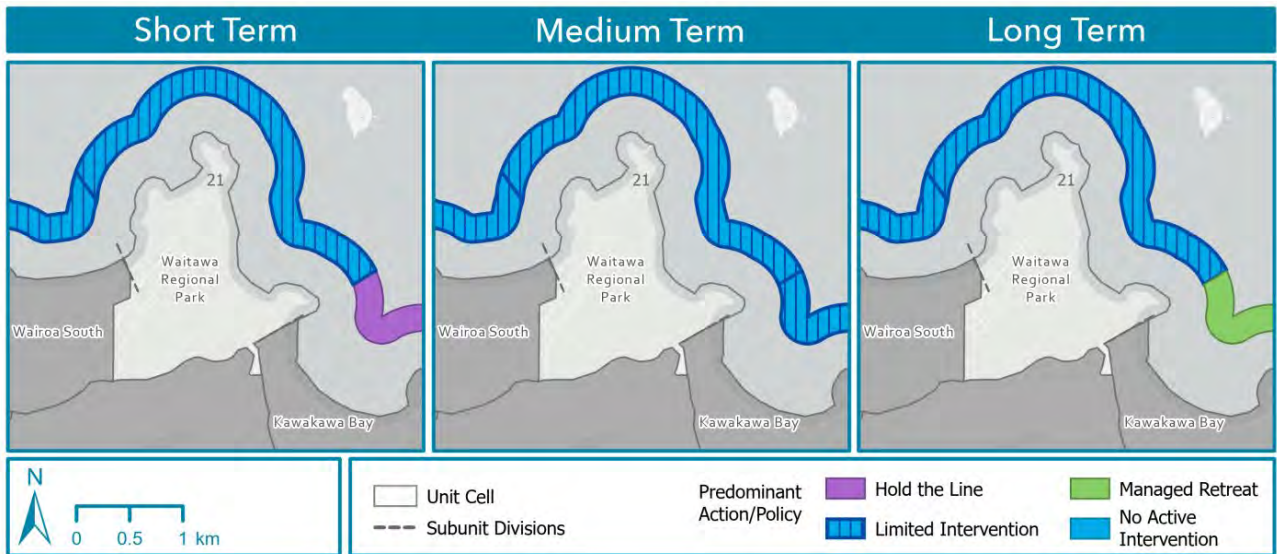 Short Term
Medium Term
Long Term
21
Waitawa
Regional
Park
Wairoa South
Kawakawa Bay
21
Waitawa
Regional
Park
Wairoa South
Kawakawa Bay
21
Waitawa
Regional
Park
Wairoa South
Kawakawa Bay
N
0 0.5 1 km
Unit Cell
Subunit Divisions
Predominant
Action/Policy
Hold the Line
Limited Intervention
Managed Retreat
No Active
Intervention